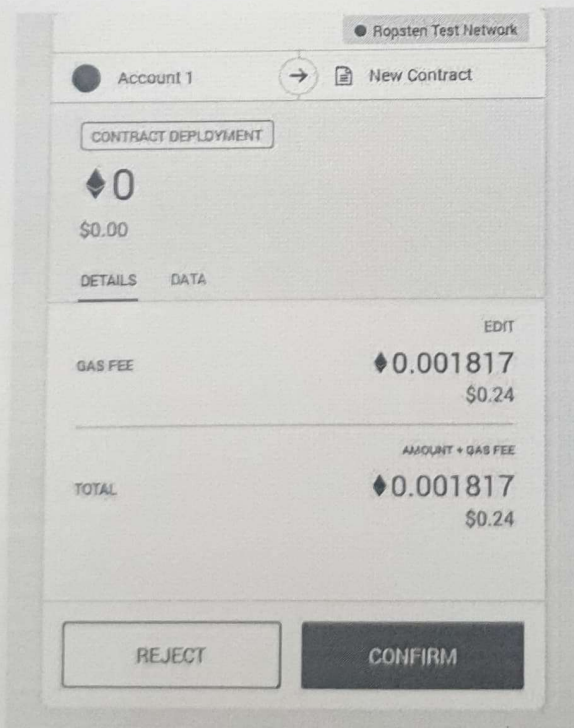 Ropsten Test Network
Account 1
New Contract
CONTRACT DEPLOYMENT
0
$0.00
DETAILS DATA
EDIT
GAS FEE 0.001817
$0.24
AMOUNT + GAS FEE
TOTAL 0.001817
$0.24
REJECT CONFIRM